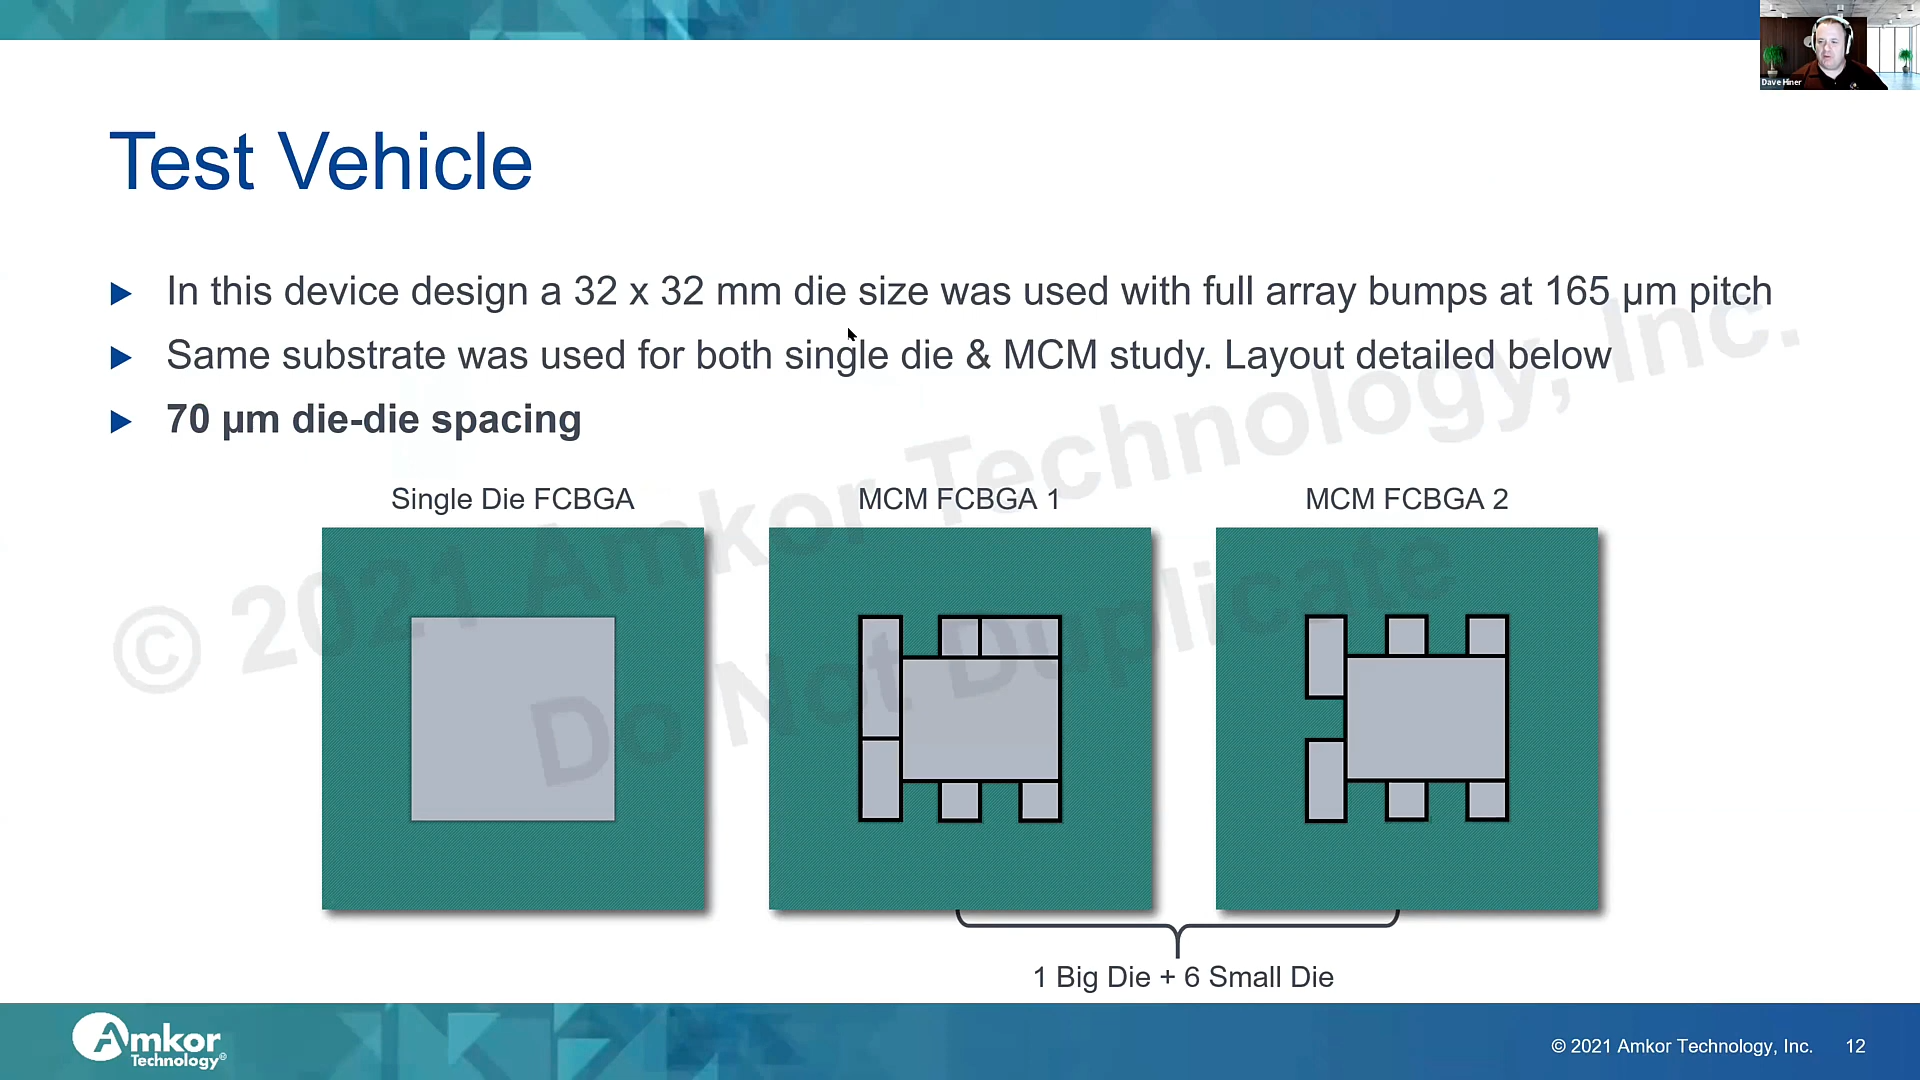 Dave Hiner
Test Vehicle
In this device design a 32 x 32 mm die size was used with full array bumps at 165 µm pitch
Same substrate was used for both single die & MCM study. Layout detailed below
70 µm die-die spacing
© 2021 Amkor Technology, Inc.
Do Not Duplicate
Single Die FCBGA
MCM FCBGA 1
MCM FCBGA 2
1 Big Die + 6 Small Die
Amkor
Technology®
© 2021 Amkor Technology, Inc. 12